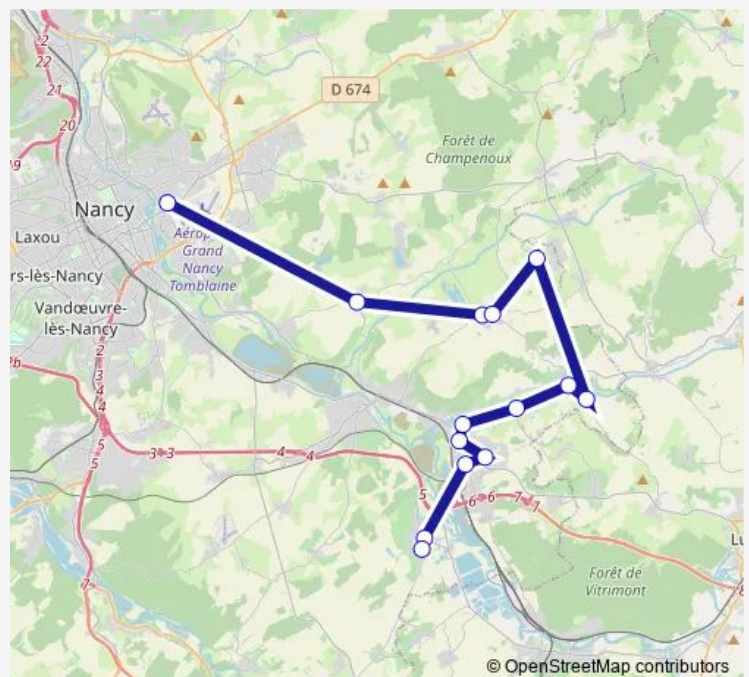 22
22
21
20
D 674
Forêt de
Champenoux
Nancy
Laxou
Grand
Nancy
Tomblaine
rs-lès-Nancy
Vandœuvre-
lès-Nancy
2
3
4
4
5
5
3
3
4
4
5
6
6
7
7
7
Forêt de
Vitrimont
8
© OpenStreetMap contributors